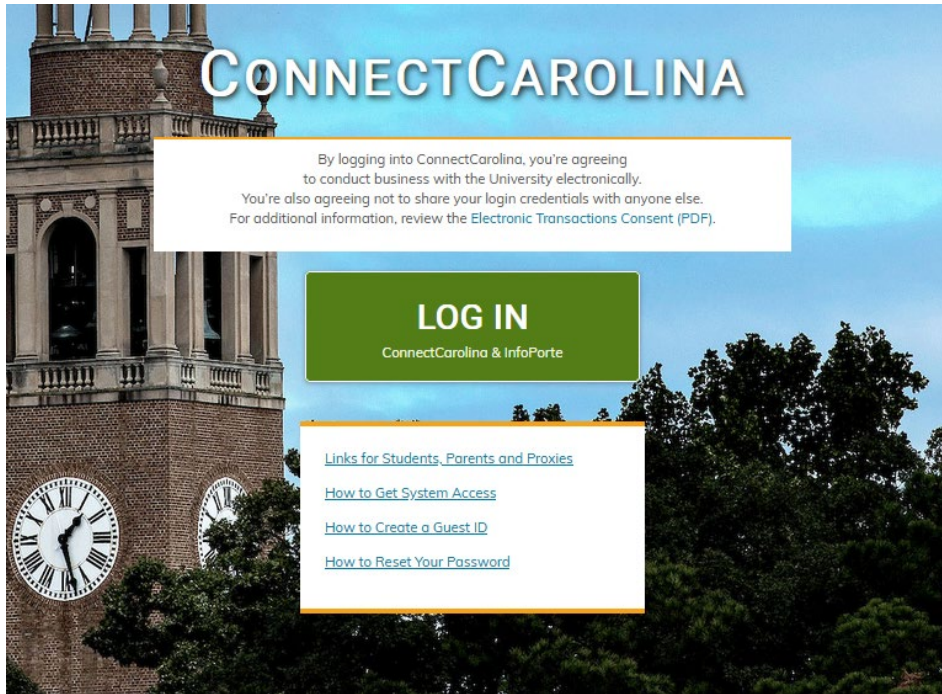 CONNECTCAROLINA
By logging into ConnectCarolina, you're agreeing
to conduct business with the University electronically.
You're also agreeing not to share your login credentials with anyone else.
For additional information, review the Electronic Transactions Consent (PDF).
LOG IN
ConnectCarolina & InfoPorte
Links for Students, Parents and Proxies
How to Get System Access
How to Create a Guest ID
How to Reset Your Password